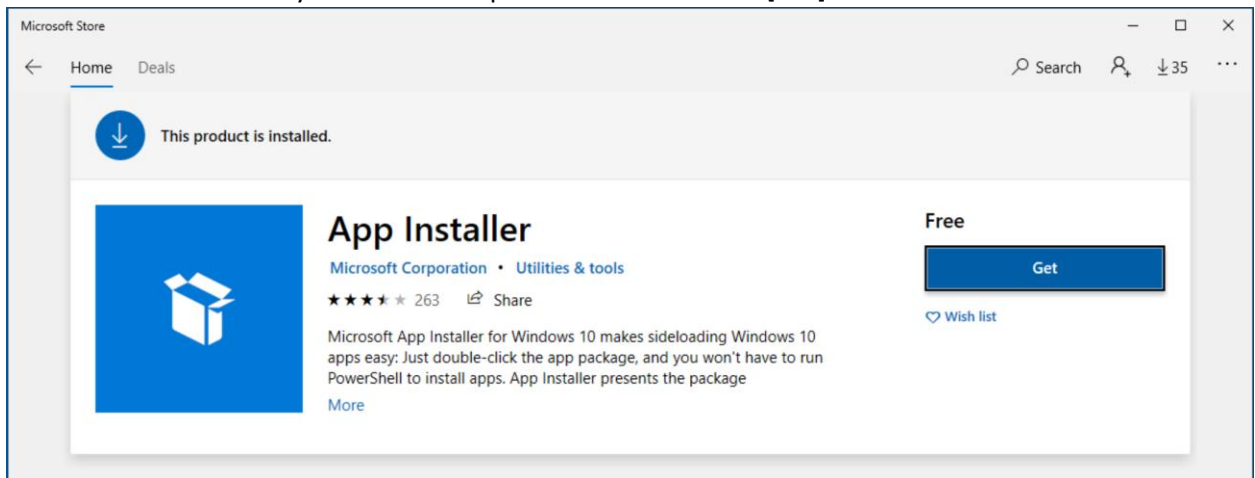 Microsoft Store
Home Deals Search 35 ...
This product is installed.
App Installer
Microsoft Corporation • Utilities & tools
263 Share
Microsoft App Installer for Windows 10 makes sideloading Windows 10
apps easy: Just double-click the app package, and you won't have to run
PowerShell to install apps. App Installer presents the package
More
Free
Get
Wish list